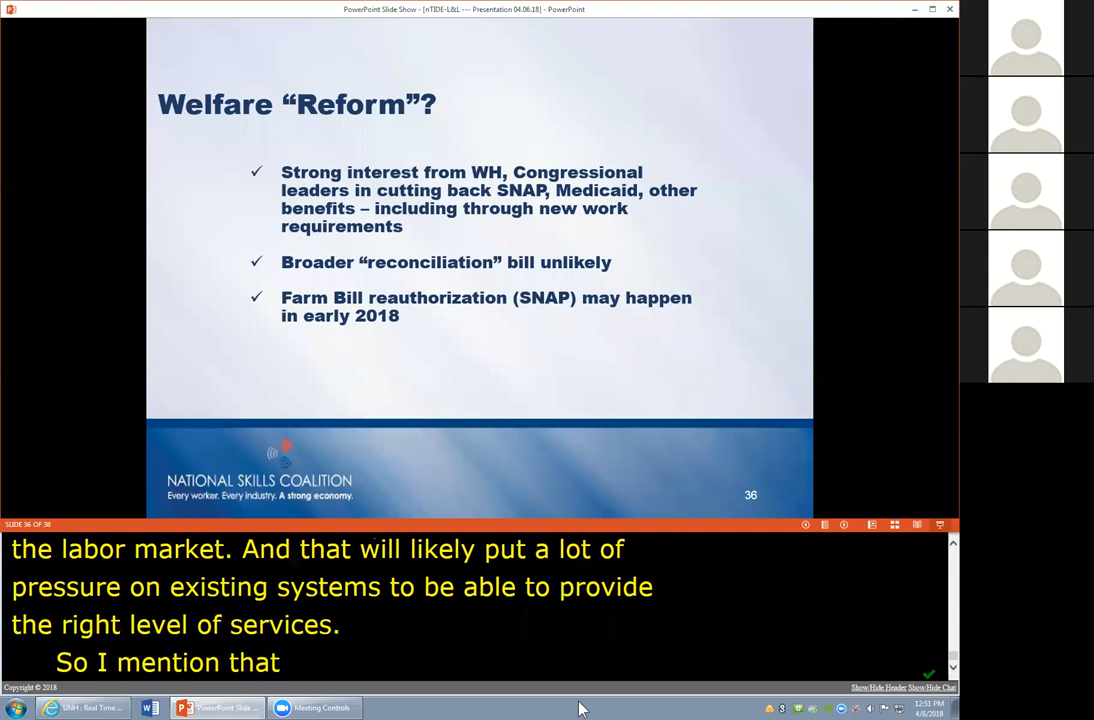 PowerPoint Slide Show - [nTIDE-L&L --- Presentation 04.06.18] - PowerPoint
Welfare “Reform”?
✓ Strong interest from WH, Congressional
leaders in cutting back SNAP, Medicaid, other
benefits – including through new work
requirements
✓ Broader “reconciliation” bill unlikely
✓ Farm Bill reauthorization (SNAP) may happen
in early 2018
NATIONAL SKILLS COALITION
Every worker. Every industry. A strong economy.
36
SLIDE 36 OF 38
the labor market. And that will likely put a lot of
pressure on existing systems to be able to provide
the right level of services.
So I mention that
Copyright © 2018
Show/Hide Header Show/Hide Chat
UNH : Real Time ...
PowerPoint Slide ...
Meeting Controls
12:51 PM
4/6/2018